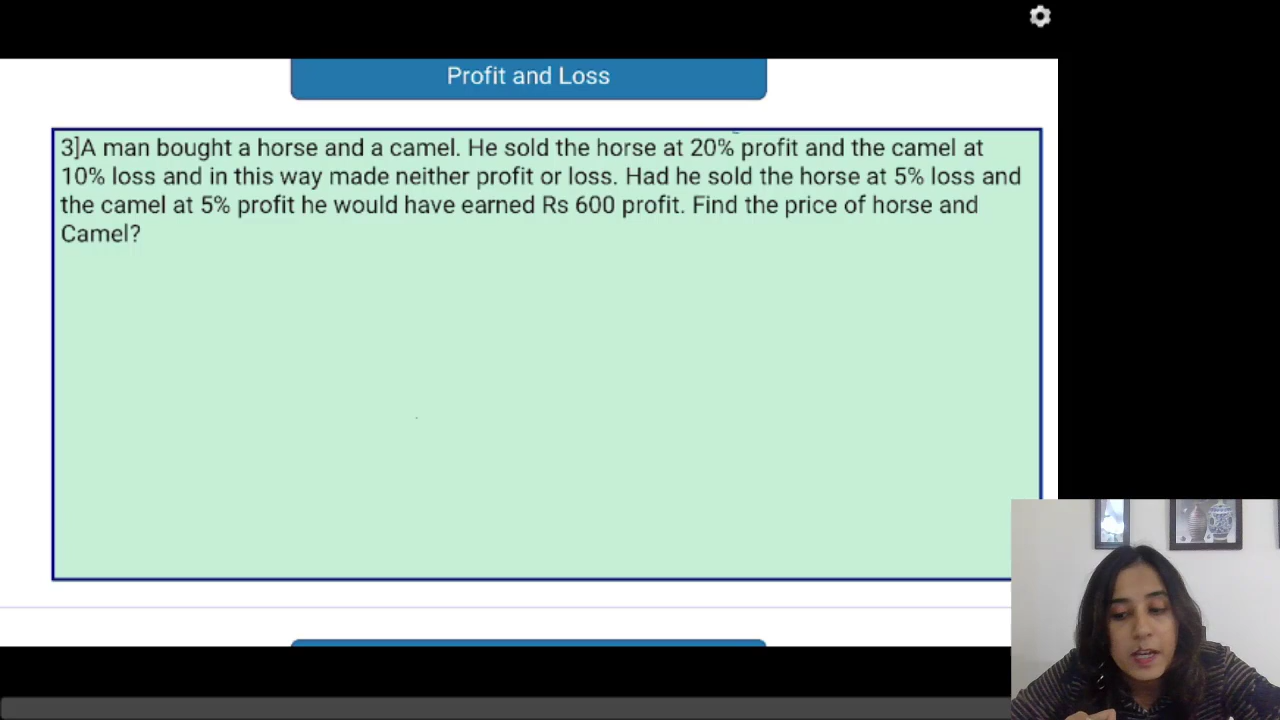 Profit and Loss
3]A man bought a horse and a camel. He sold the horse at 20% profit and the camel at
10% loss and in this way made neither profit or loss. Had he sold the horse at 5% loss and
the camel at 5% profit he would have earned Rs 600 profit. Find the price of horse and
Camel?